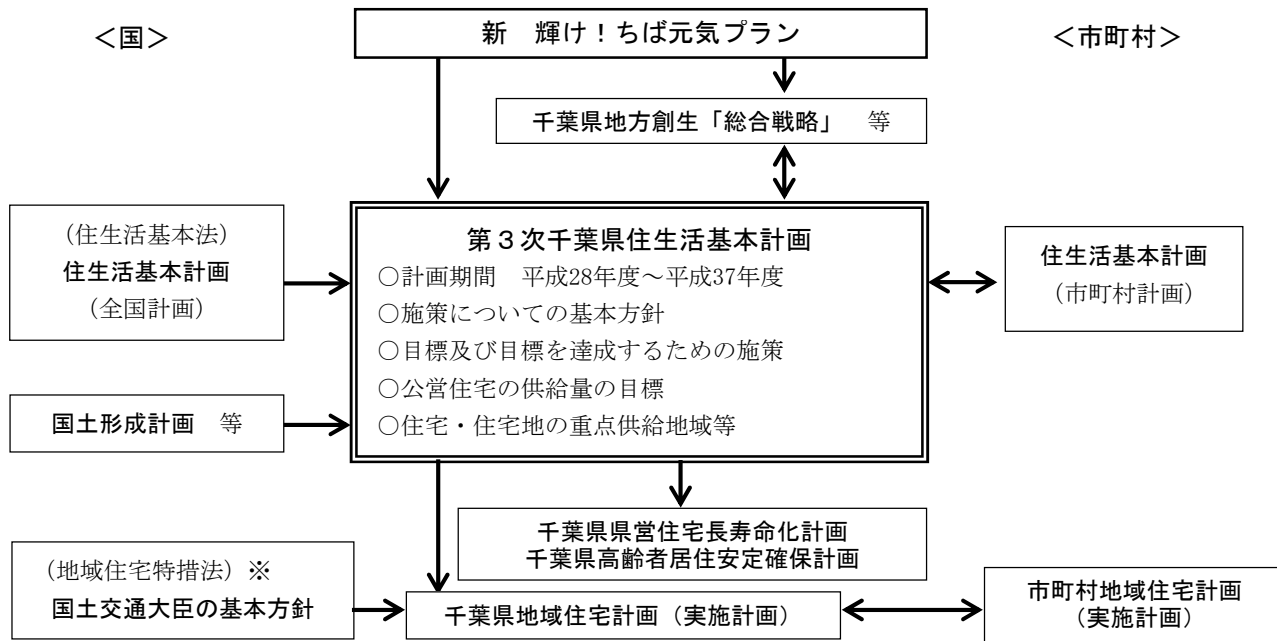 ＜国＞
新　輝け！ちば元気プラン
＜市町村＞
千葉県地方創生「総合戦略」　等
（住生活基本法）
住生活基本計画
（全国計画）
国土形成計画　等
第３次千葉県住生活基本計画
○計画期間　平成28年度～平成37年度
○施策についての基本方針
○目標及び目標を達成するための施策
○公営住宅の供給量の目標
○住宅・住宅地の重点供給地域等
住生活基本計画
（市町村計画）
千葉県県営住宅長寿命化計画
千葉県高齢者居住安定確保計画
（地域住宅特措法）※
国土交通大臣の基本方針
千葉県地域住宅計画（実施計画）
市町村地域住宅計画
（実施計画）